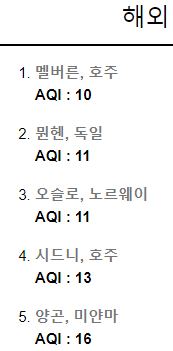 해외
1. 멜버른, 호주
AQI : 10
2. 뮌헨, 독일
AQI : 11
3. 오슬로, 노르웨이
AQI : 11
4. 시드니, 호주
AQI : 13
5. 양곤, 미얀마
AQI : 16